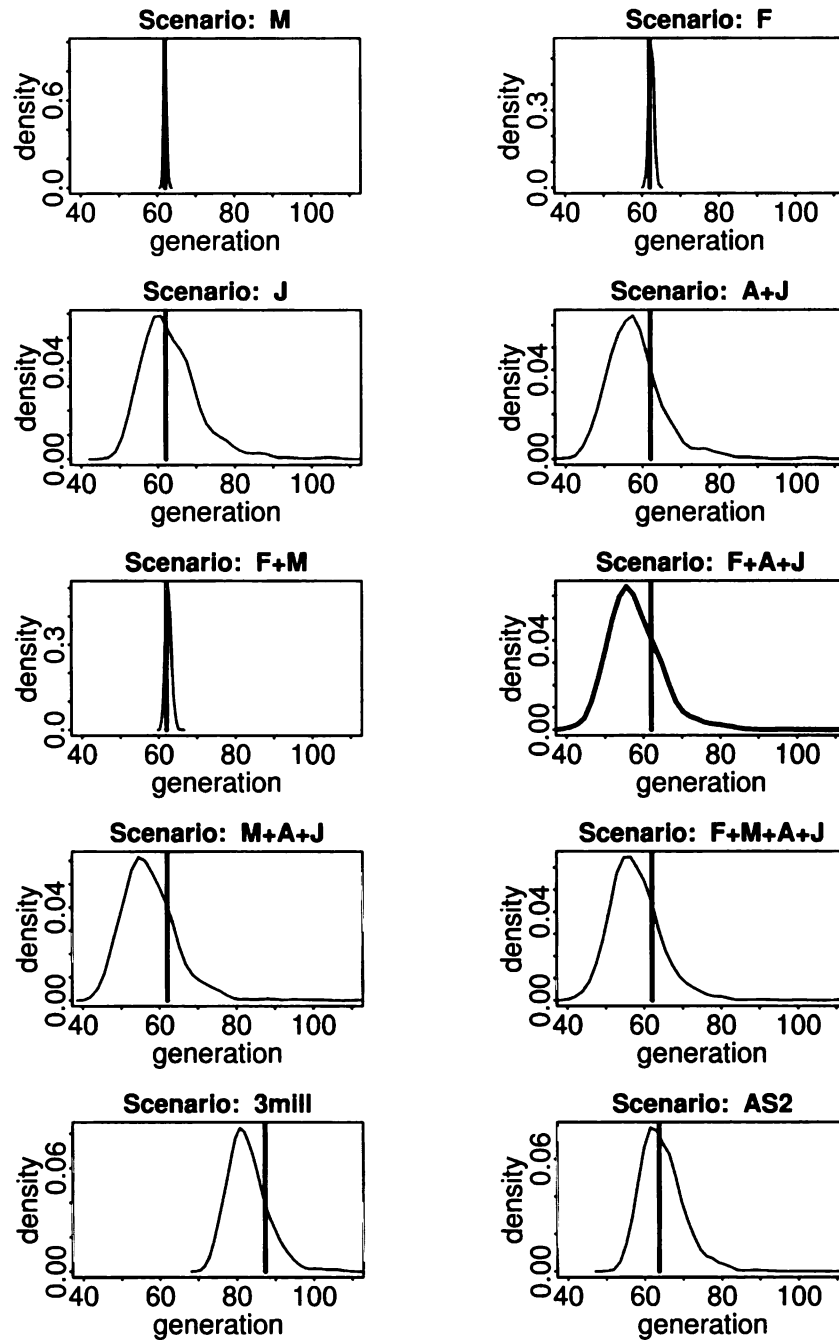 Scenario: M
density
0.0 0.6
40 60 80 100
generation
Scenario: F
density
0.0 0.3
40 60 80 100
generation
Scenario: J
density
0.00 0.04
40 60 80 100
generation
Scenario: A+J
density
0.00 0.04
40 60 80 100
generation
Scenario: F+M
density
0.0 0.3
40 60 80 100
generation
Scenario: F+A+J
density
0.00 0.04
40 60 80 100
generation
Scenario: M+A+J
density
0.00 0.04
40 60 80 100
generation
Scenario: F+M+A+J
density
0.00 0.04
40 60 80 100
generation
Scenario: 3mill
density
0.00 0.06
40 60 80 100
generation
Scenario: AS2
density
0.00 0.06
40 60 80 100
generation